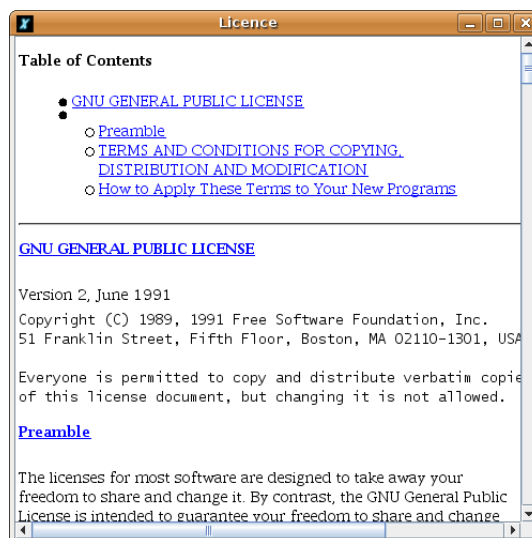 Licence
Table of Contents
GNU GENERAL PUBLIC LICENSE
Preamble
TERMS AND CONDITIONS FOR COPYING,
DISTRIBUTION AND MODIFICATION
How to Apply These Terms to Your New Programs
GNU GENERAL PUBLIC LICENSE
Version 2, June 1991
Copyright (C) 1989, 1991 Free Software Foundation, Inc.
51 Franklin Street, Fifth Floor, Boston, MA 02110-1301, USA
Everyone is permitted to copy and distribute verbatim copie
of this license document, but changing it is not allowed.
Preamble
The licenses for most software are designed to take away your
freedom to share and change it. By contrast, the GNU General Public
License is intended to guarantee your freedom to share and change